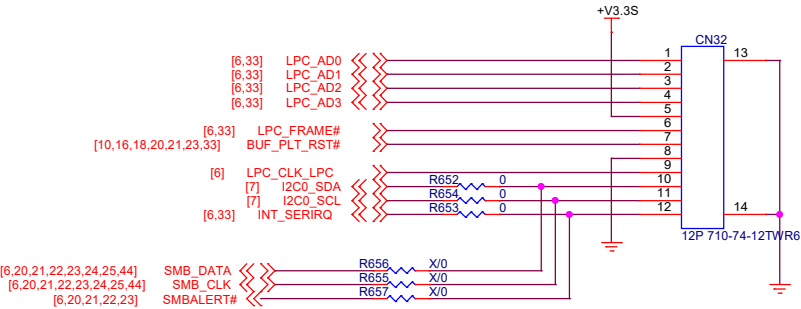 +V3.3S
CN32
[6,33] LPC_AD0 1 13
[6,33] LPC_AD1 2
[6,33] LPC_AD2 3
[6,33] LPC_AD3 4
5
[6,33] LPC_FRAME# 6
[10,16,18,20,21,23,33] BUF_PLT_RST# 7
8
[6] LPC_CLK_LPC 9
[7] I2C0_SDA R652 0 10
[7] I2C0_SCL R654 0 11
[6,33] INT_SERIRQ R653 0 12 14
12P 710-74-12TWR6
[6,20,21,22,23,24,25,44] SMB_DATA R656 X/0
[6,20,21,22,23,24,25,44] SMB_CLK R655 X/0
[6,20,21,22,23] SMBALERT# R657 X/0